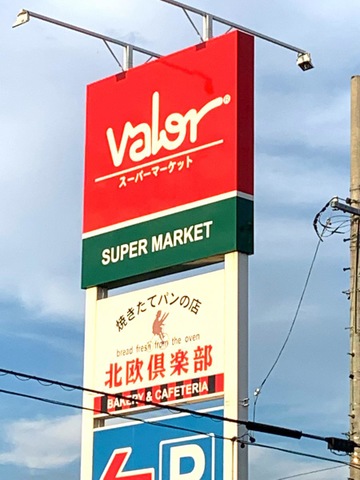 Valor®
スーパーマーケット
SUPER MARKET
焼きたてパンの店
bread fresh from the oven
北欧倶楽部
BAKERY & CAFETERIA
P